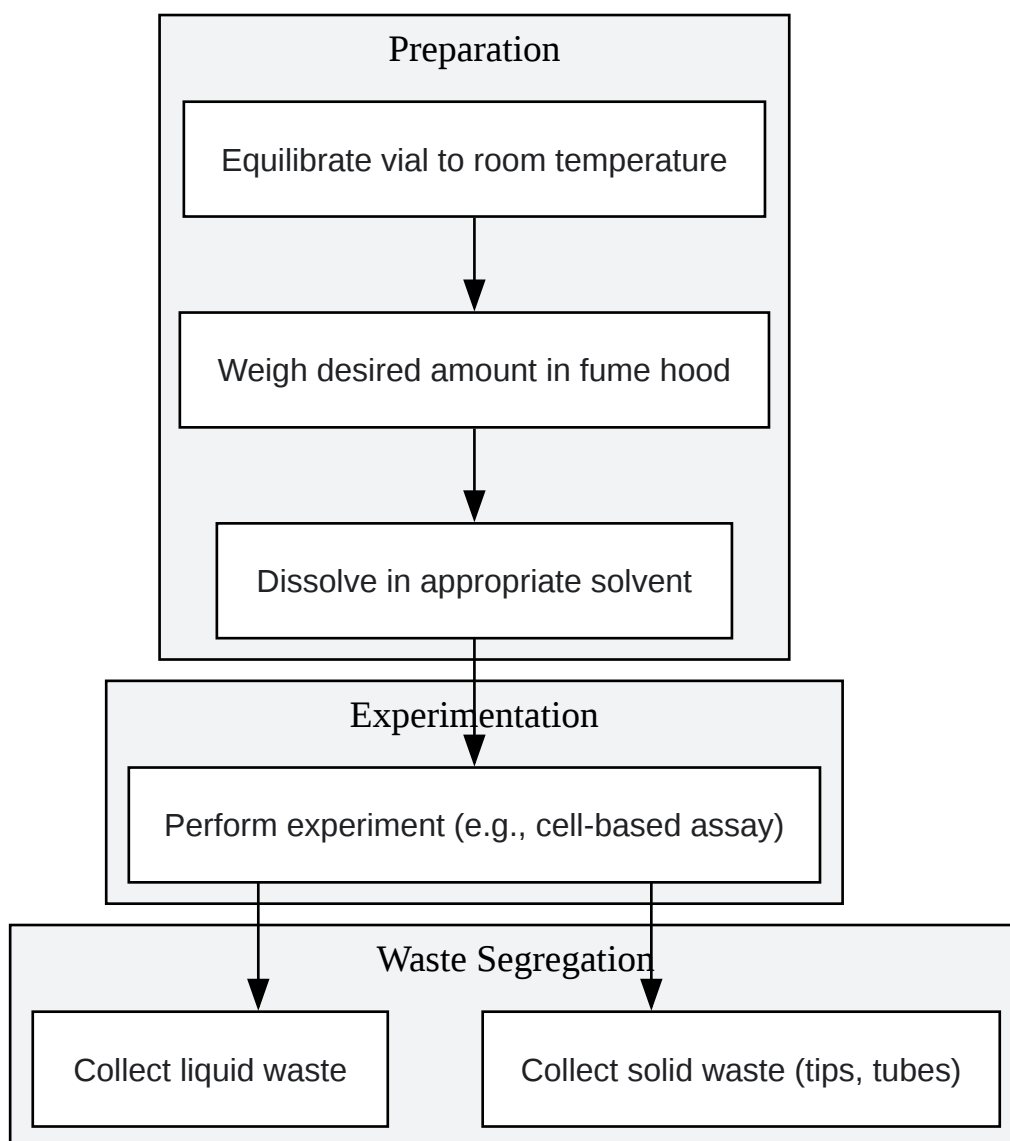 Preparation
Equilibrate vial to room temperature
Weigh desired amount in fume hood
Dissolve in appropriate solvent
Experimentation
Perform experiment (e.g., cell-based assay)
Waste Segregation
Collect liquid waste
Collect solid waste (tips, tubes)